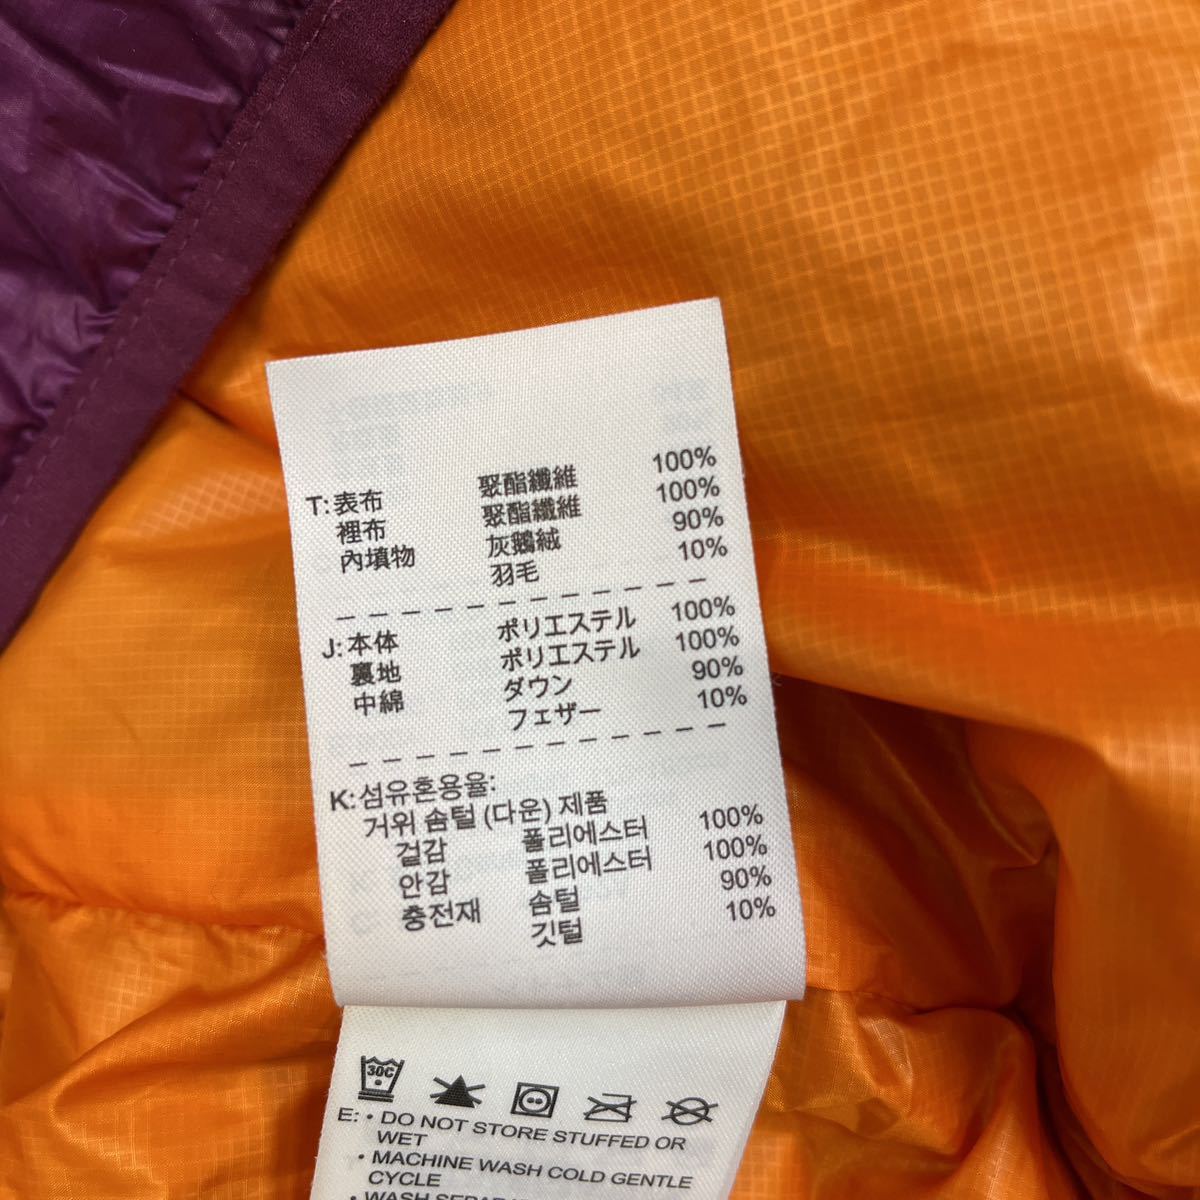 T: 表布 聚酯纖維 100%
裡布 聚酯纖維 100%
內填物 灰鵝絨 90%
羽毛 10%
J: 本体 ポリエステル 100%
裏地 ポリエステル 100%
中綿 ダウン 90%
フェザー 10%
K: 섬유혼용율:
거위 솜털 (다운) 제품
겉감 폴리에스터 100%
안감 폴리에스터 100%
충전재 솜털 90%
깃털 10%
30C
E: • DO NOT STORE STUFFED OR
WET
• MACHINE WASH COLD GENTLE
CYCLE
• WASH